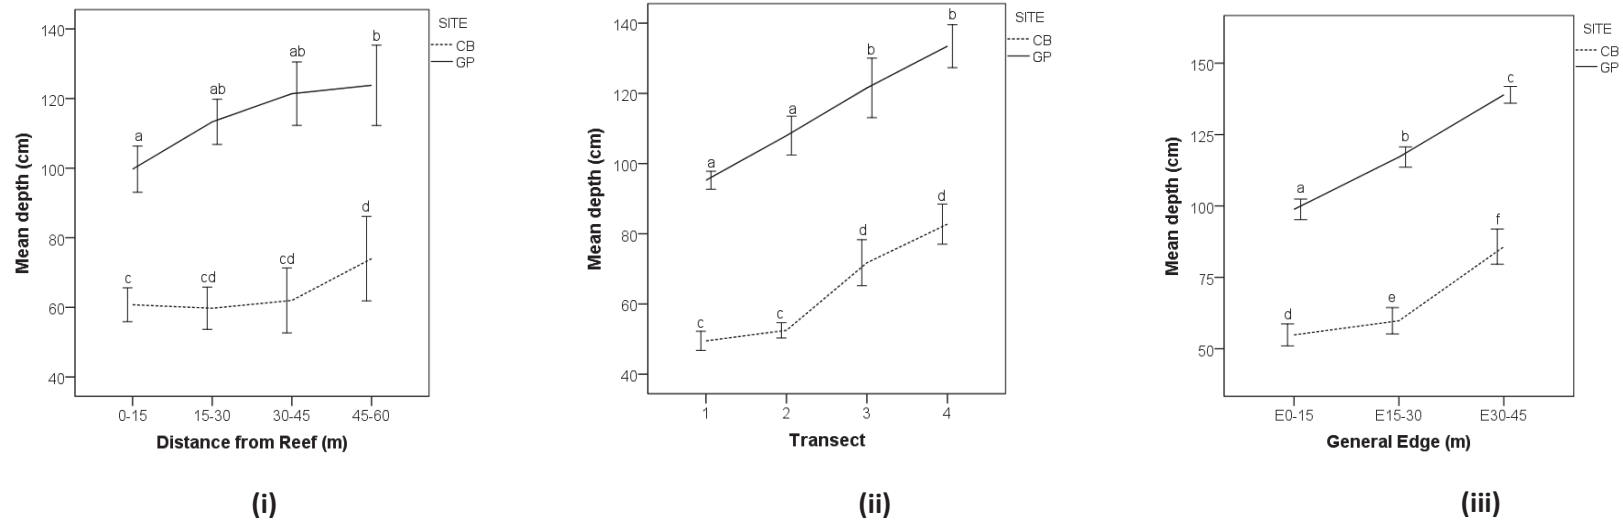 SITE
CB
GP
140
120
100
80
60
40
a
ab
ab
b
c
cd
cd
d
Mean depth (cm)
0-15
15-30
30-45
45-60
Distance from Reef (m)
(i)
SITE
CB
GP
140
120
100
80
60
40
a
a
b
b
c
c
d
d
Mean depth (cm)
1
2
3
4
Transect
(ii)
SITE
CB
GP
150
125
100
75
50
a
b
c
d
e
f
Mean depth (cm)
E0-15
E15-30
E30-45
General Edge (m)
(iii)